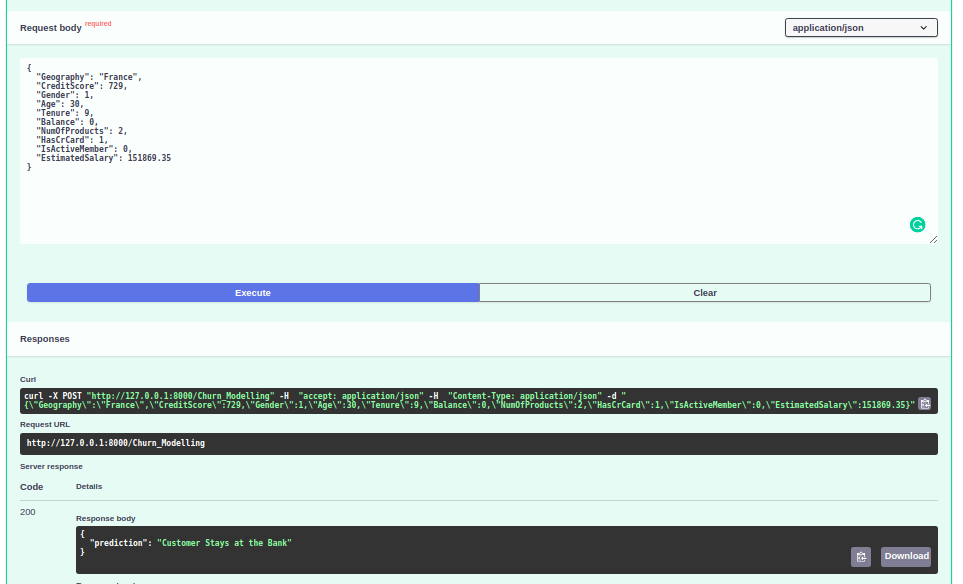 Request body required
application/json
{
"Geography": "France",
"CreditScore": 729,
"Gender": 1,
"Age": 30,
"Tenure": 9,
"Balance": 0,
"NumOfProducts": 2,
"HasCrCard": 1,
"IsActiveMember": 0,
"EstimatedSalary": 151869.35
}
Execute
Clear
Responses
Curl
curl -X POST "http://127.0.0.1:8000/Churn_Modelling" -H  "accept: application/json" -H  "Content-Type: application/json" -d "
{\"Geography\":\"France\",\"CreditScore\":729,\"Gender\":1,\"Age\":30,\"Tenure\":9,\"Balance\":0,\"NumOfProducts\":2,\"HasCrCard\":1,\"IsActiveMember\":0,\"EstimatedSalary\":151869.35}"
Request URL
http://127.0.0.1:8000/Churn_Modelling
Server response
Code
Details
200
Response body
{
"prediction": "Customer Stays at the Bank"
}
Download